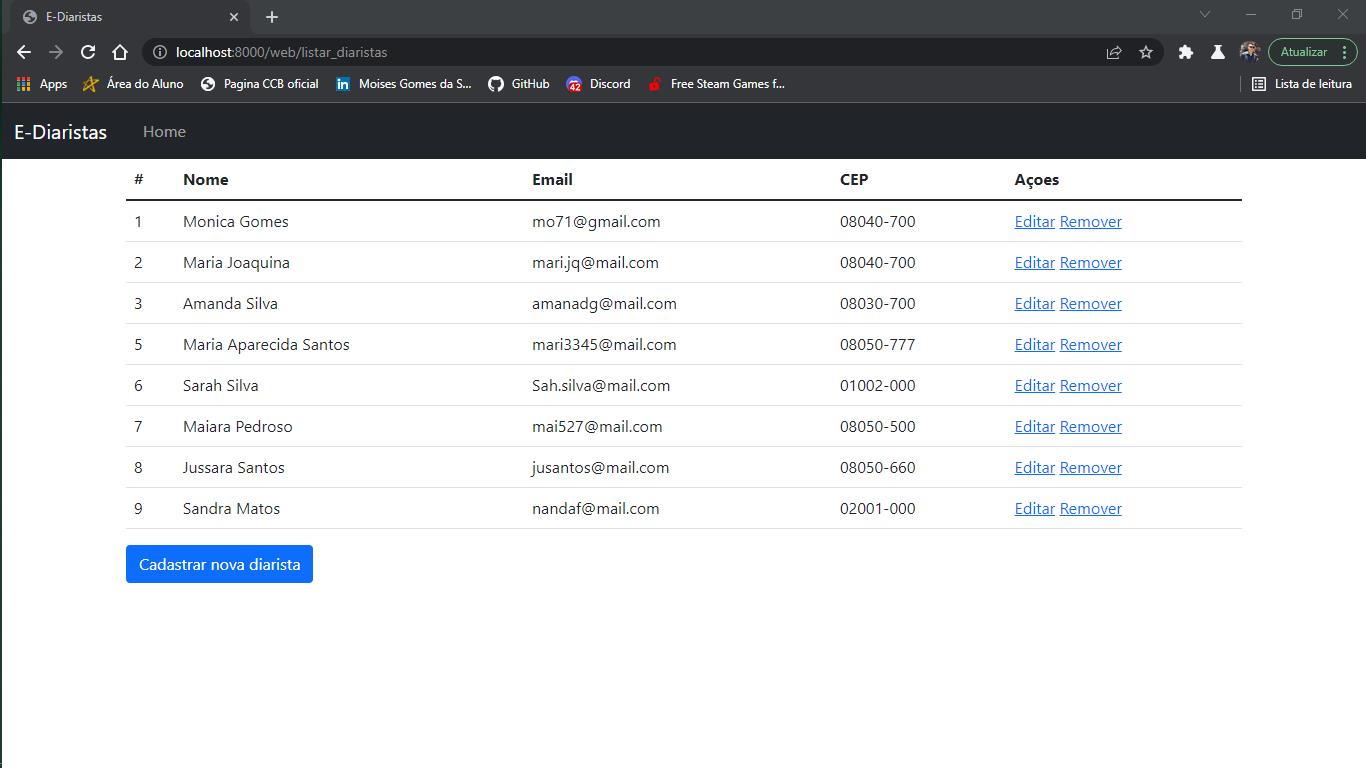 E-Diaristas
localhost:8000/web/listar_diaristas
Atualizar
Apps Área do Aluno Pagina CCB oficial Moises Gomes da S... GitHub 42 Discord Free Steam Games f... Lista de leitura
E-Diaristas Home
# Nome Email CEP Açoes
1 Monica Gomes mo71@gmail.com 08040-700 Editar Remover
2 Maria Joaquina mari.jq@mail.com 08040-700 Editar Remover
3 Amanda Silva amanadg@mail.com 08030-700 Editar Remover
5 Maria Aparecida Santos mari3345@mail.com 08050-777 Editar Remover
6 Sarah Silva Sah.silva@mail.com 01002-000 Editar Remover
7 Maiara Pedroso mai527@mail.com 08050-500 Editar Remover
8 Jussara Santos jusantos@mail.com 08050-660 Editar Remover
9 Sandra Matos nandaf@mail.com 02001-000 Editar Remover
Cadastrar nova diarista